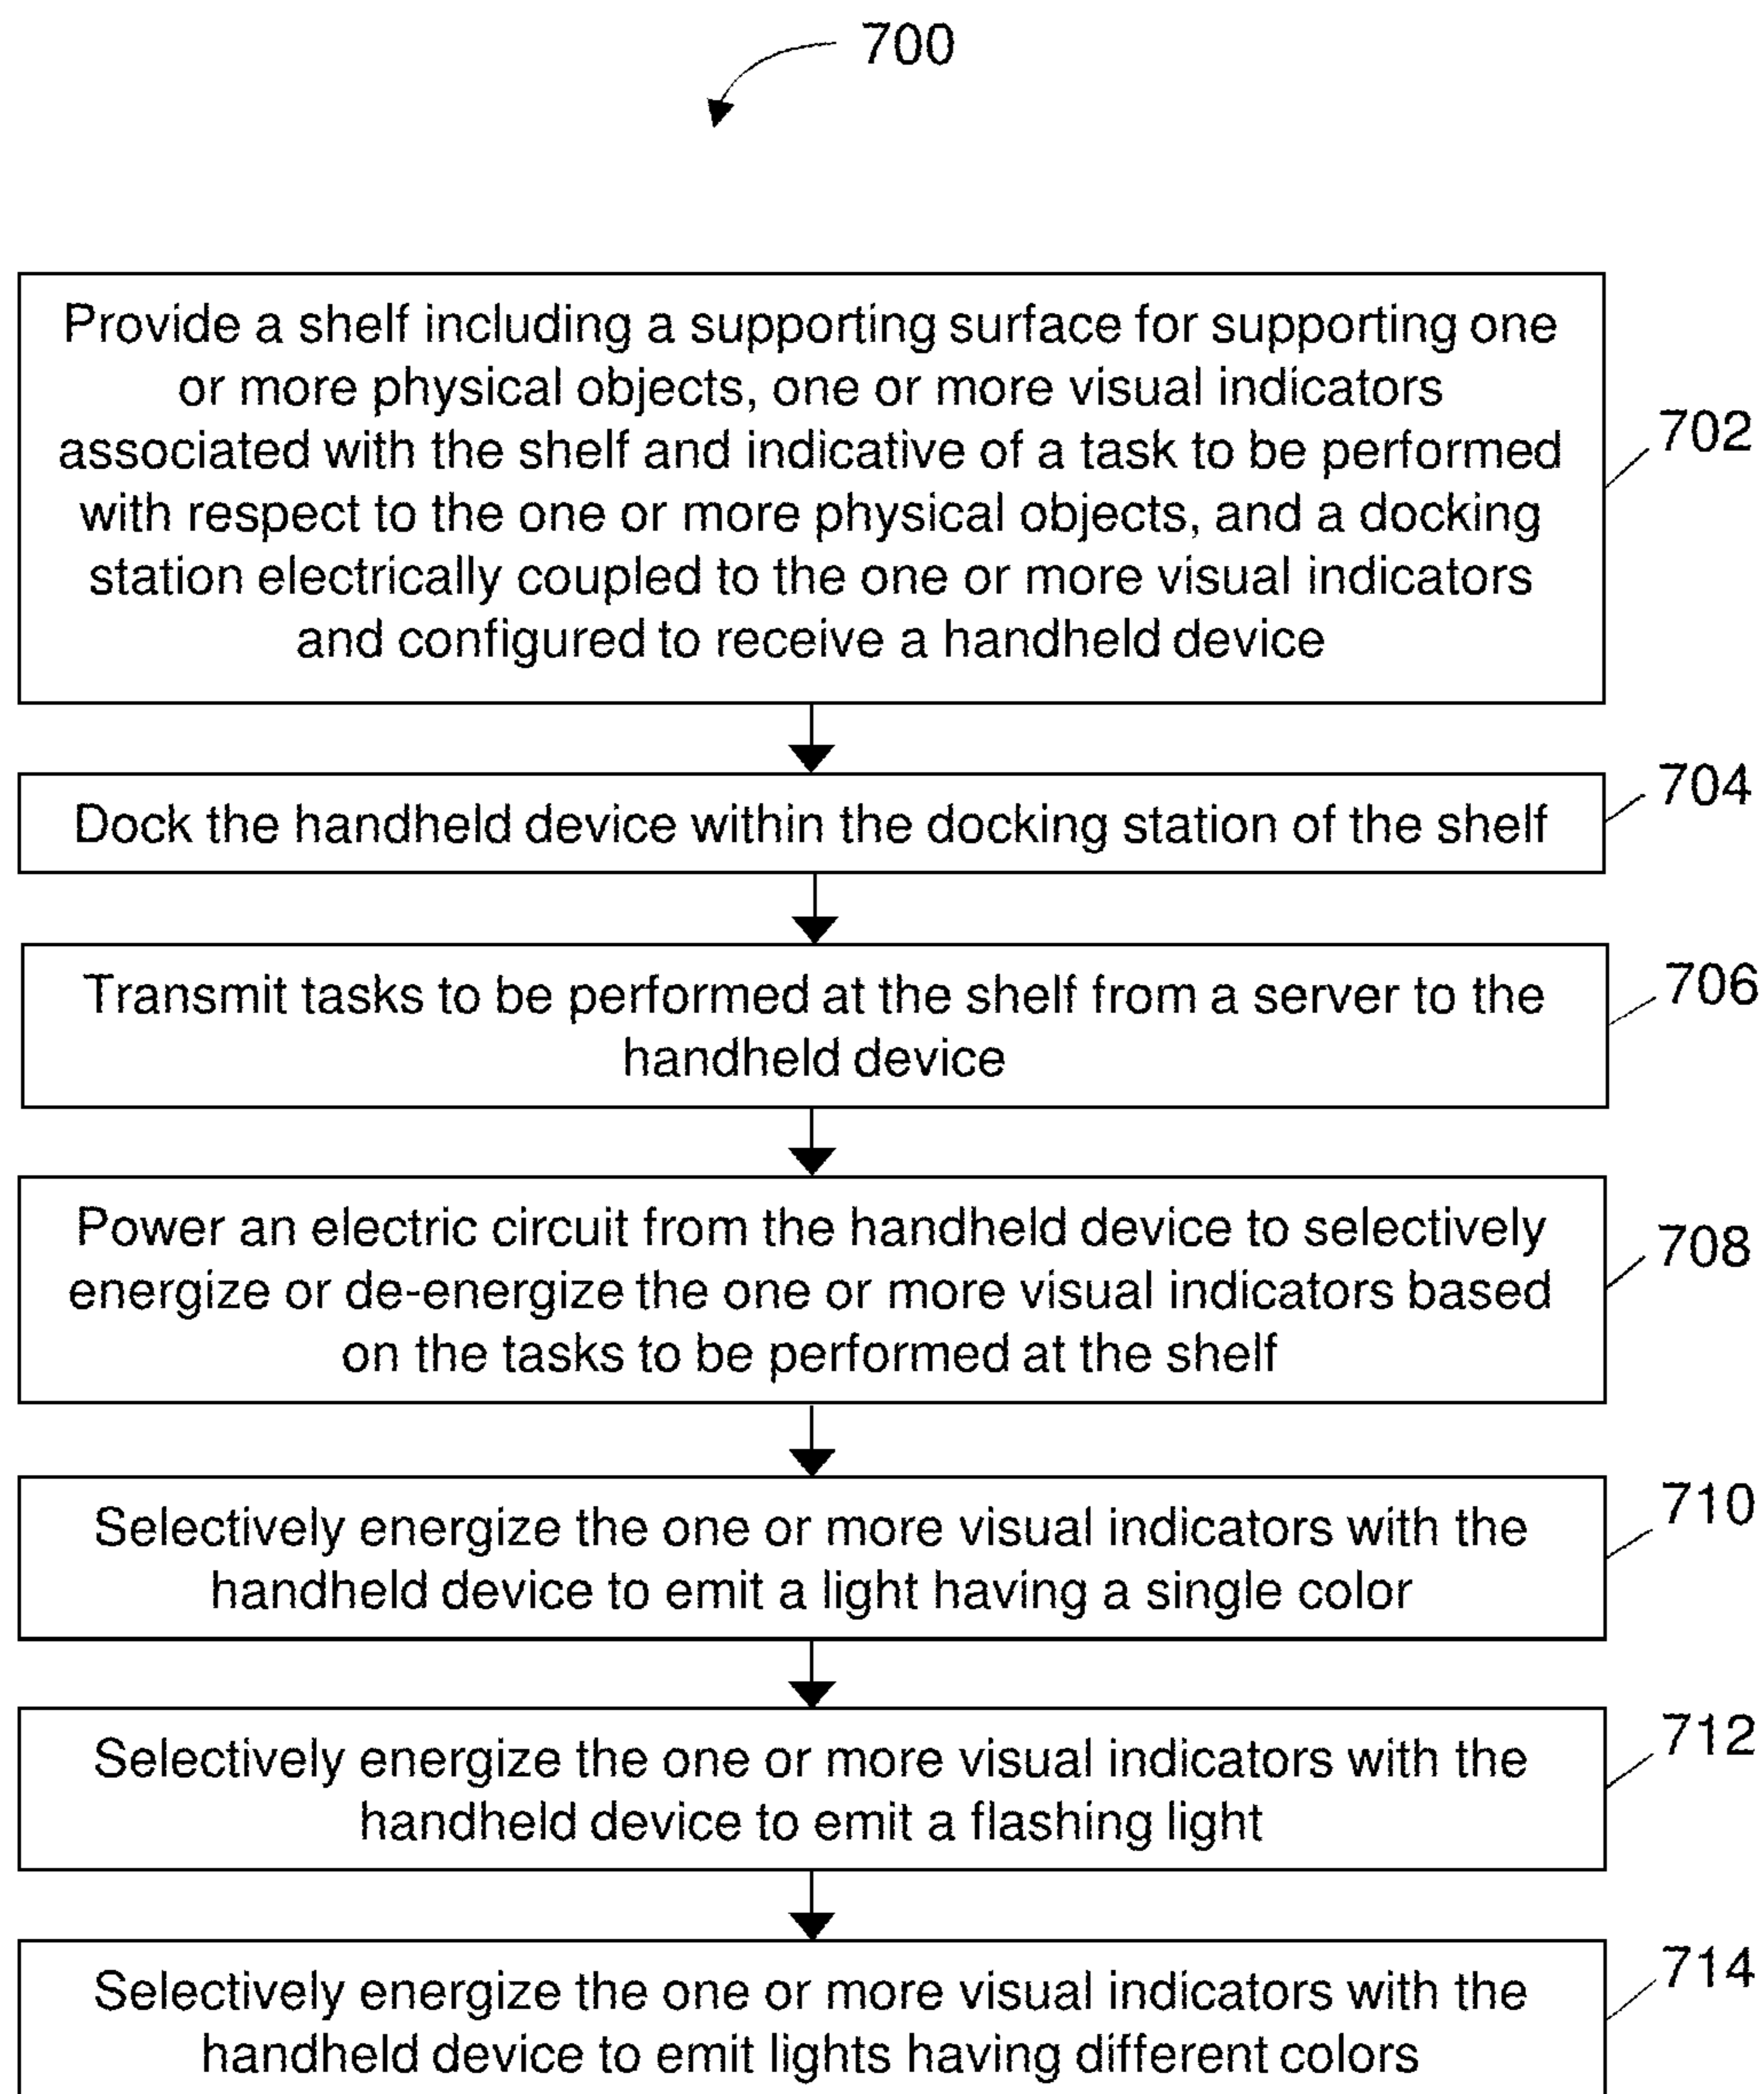 700
Provide a shelf including a supporting surface for supporting one
or more physical objects, one or more visual indicators
associated with the shelf and indicative of a task to be performed
with respect to the one or more physical objects, and a docking
station electrically coupled to the one or more visual indicators
and configured to receive a handheld device
702
Dock the handheld device within the docking station of the shelf
704
Transmit tasks to be performed at the shelf from a server to the
handheld device
706
Power an electric circuit from the handheld device to selectively
energize or de-energize the one or more visual indicators based
on the tasks to be performed at the shelf
708
Selectively energize the one or more visual indicators with the
handheld device to emit a light having a single color
710
Selectively energize the one or more visual indicators with the
handheld device to emit a flashing light
712
Selectively energize the one or more visual indicators with the
handheld device to emit lights having different colors
714